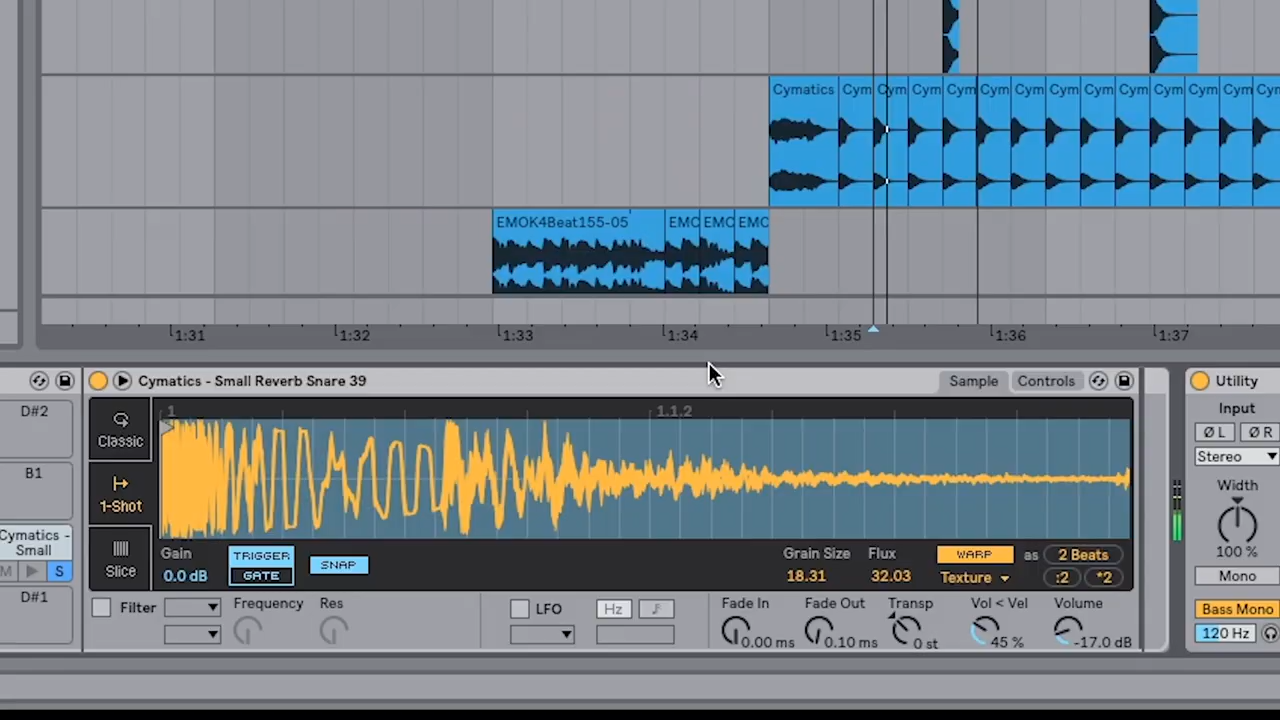 Cymatics Cym Cym Cym Cym Cym Cym Cym Cym Cym Cym Cym Cym Cym
EMOK4Beat155-05 EMO EMO EMO
1:31 1:32 1:33 1:34 1:35 1:36 1:37
Cymatics - Small Reverb Snare 39 Sample Controls Utility
D#2
B1
Cymatics -
Small
M S
D#1
Classic
1-Shot
Slice
1 1.1.2
Gain
0.0 dB
TRIGGER
GATE
SNAP
Grain Size Flux WARP as 2 Beats
18.31 32.03 Texture :2 *2
Filter Frequency Res
LFO Hz
Fade In Fade Out Transp Vol < Vel Volume
0.00 ms 0.10 ms 0 st 45 % -17.0 dB
Input
Ø L Ø R
Stereo
Width
100 %
Mono
Bass Mono
120 Hz